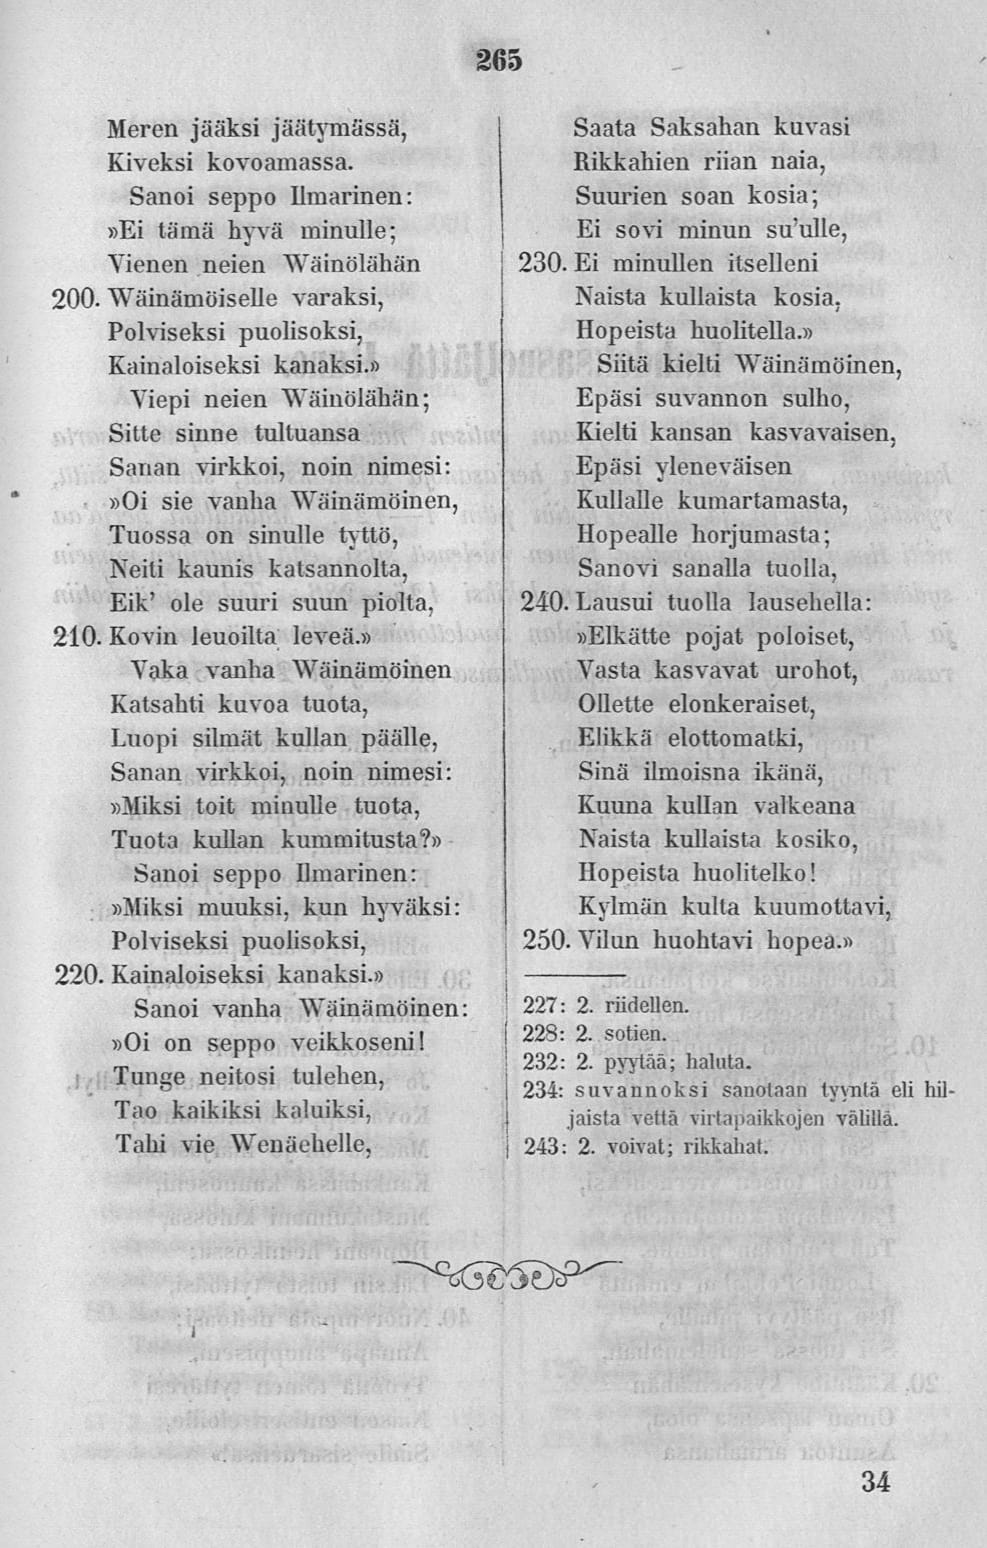 265
Meren jääksi jäätymässä,
Kiveksi kovoamassa.
Sanoi seppo Ilmarinen:
»Ei tämä hyvä minulle;
Vienen neien Wäinölähän
200. Wäinämöiselle varaksi,
Polviseksi puolisoksi,
Kainaloiseksi kanaksi.»
Viepi neien Wäinölähän;
Sitte sinne tultuansa
Sanan virkkoi, noin nimesi:
»Oi sie vanha Wäinämöinen,
Tuossa on sinulle tyttö,
Neiti kaunis katsannolta,
Eik' ole suuri suun piolta,
210. Kovin leuoilta leveä.»
Vaka vanha Wäinämöinen
Katsahti kuvoa tuota,
Luopi silmät kullan päälle,
Sanan virkkoi, noin nimesi:
»Miksi toit minulle tuota,
Tuota kullan kummitusta?»
Sanoi seppo Ilmarinen:
»Miksi muuksi, kun hyväksi:
Polviseksi puolisoksi,
220. Kainaloiseksi kanaksi.»
Sanoi vanha Wäinämöinen:
»Oi on seppo veikkoseni!
Tunge neitosi tulehen,
Tao kaikiksi kaluiksi,
Tahi vie Wenäehelle,
Saata Saksahan kuvasi
Rikkahien riian naia,
Suurien soan kosia;
Ei sovi minun su'ulle,
230. Ei minullen itselleni
Naista kullaista kosia,
Hopeista huolitella.»
Siitä kielti Wäinämöinen,
Epäsi suvannon sulho,
Kielti kansan kasvavaisen,
Epäsi yleneväisen
Kullalle kumartamasta,
Hopealle horjumasta;
Sanovi sanalla tuolla,
240. Lausui tuolla lausehella:
»Elkätte pojat poloiset,
Vasta kasvavat urohot,
Ollette elonkeraiset,
Elikkä elottomatki,
Sinä ilmoisna ikänä,
Kuuna kullan valkeana
Naista kullaista kosiko,
Hopeista huolitelko!
Kylmän kulta kuumottavi,
250. Vilun huohtavi hopea.»
227: 2. riidellen.
228: 2. sotien.
232: 2. pyytää; haluta.
234: suvannoksi sanotaan tyyntä eli hil-
jaista vettä virtapaikkojen välillä.
243: 2. voivat; rikkahat.
34